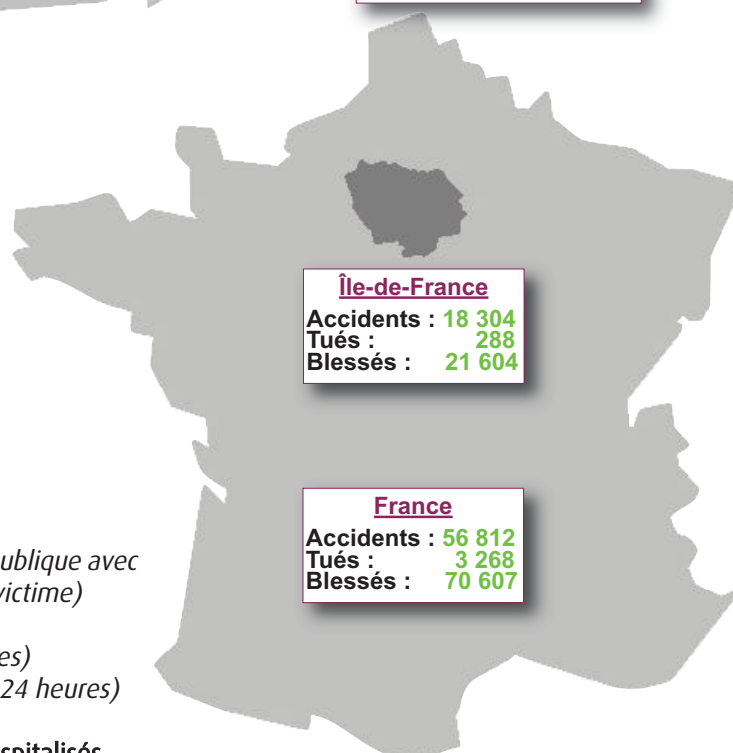 Île-de-France
Accidents : 18 304
Tués : 288
Blessés : 21 604
France
Accidents : 56 812
Tués : 3 268
Blessés : 70 607
ublique avec
victime)
es)
24 heures)
spitalisés